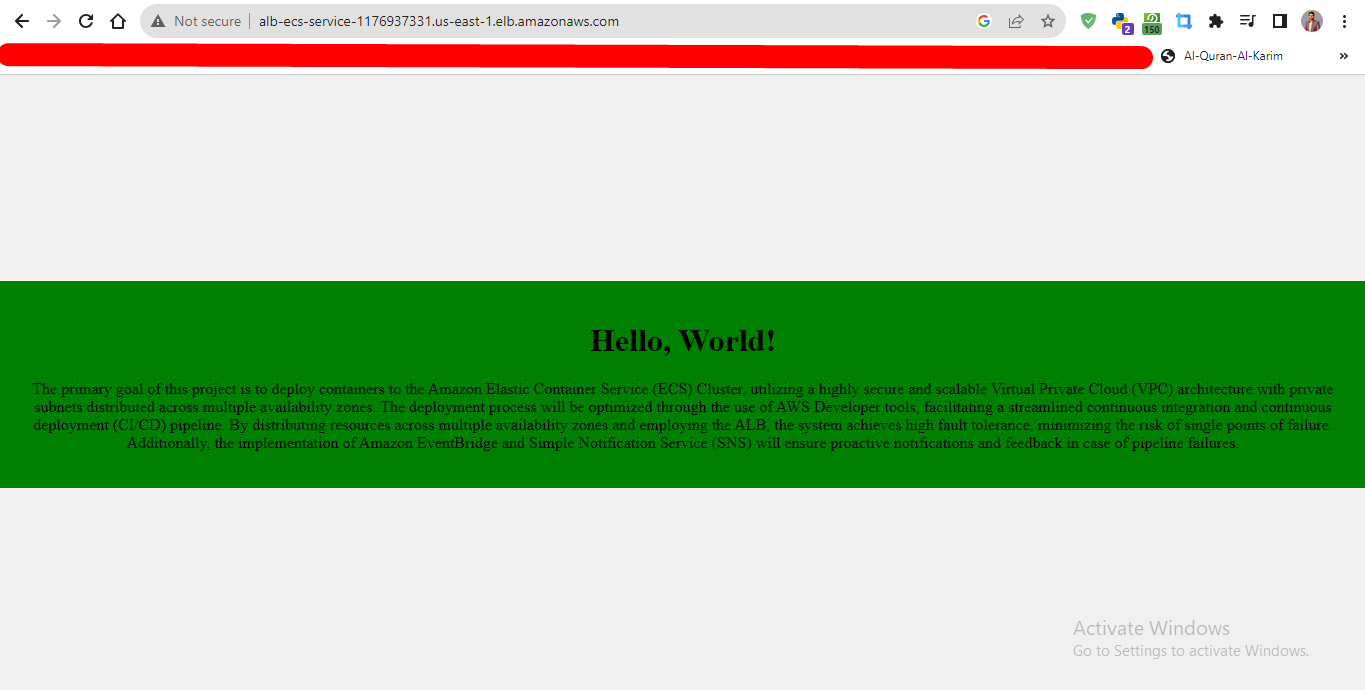 Not secure alb-ecs-service-1176937331.us-east-1.elb.amazonaws.com
2
150
Al-Quran-Al-Karim
Hello, World!
The primary goal of this project is to deploy containers to the Amazon Elastic Container Service (ECS) Cluster, utilizing a highly secure and scalable Virtual Private Cloud (VPC) architecture with private
subnets distributed across multiple availability zones. The deployment process will be optimized through the use of AWS Developer tools, facilitating a streamlined continuous integration and continuous
deployment (CI/CD) pipeline. By distributing resources across multiple availability zones and employing the ALB, the system achieves high fault tolerance, minimizing the risk of single points of failure.
Additionally, the implementation of Amazon EventBridge and Simple Notification Service (SNS) will ensure proactive notifications and feedback in case of pipeline failures.
Activate Windows
Go to Settings to activate Windows.